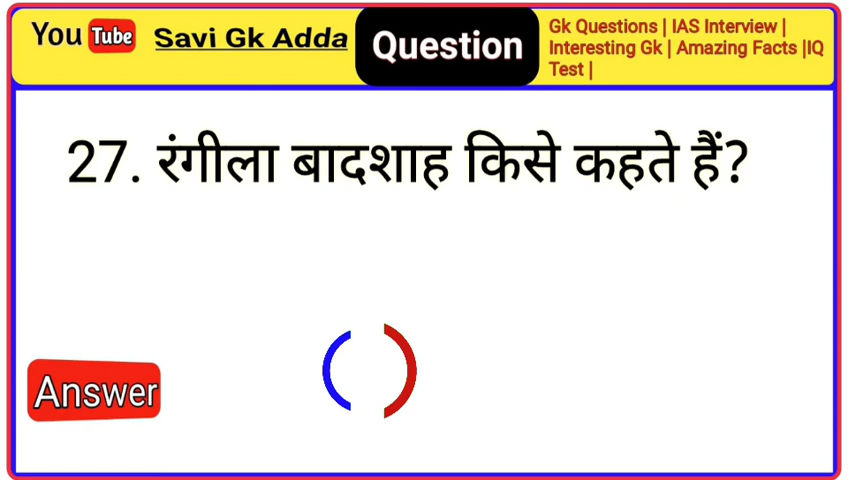 You Tube Savi Gk Adda Question
Gk Questions | IAS Interview |
Interesting Gk | Amazing Facts |IQ
Test |
27. रंगीला बादशाह किसे कहते हैं?
Answer